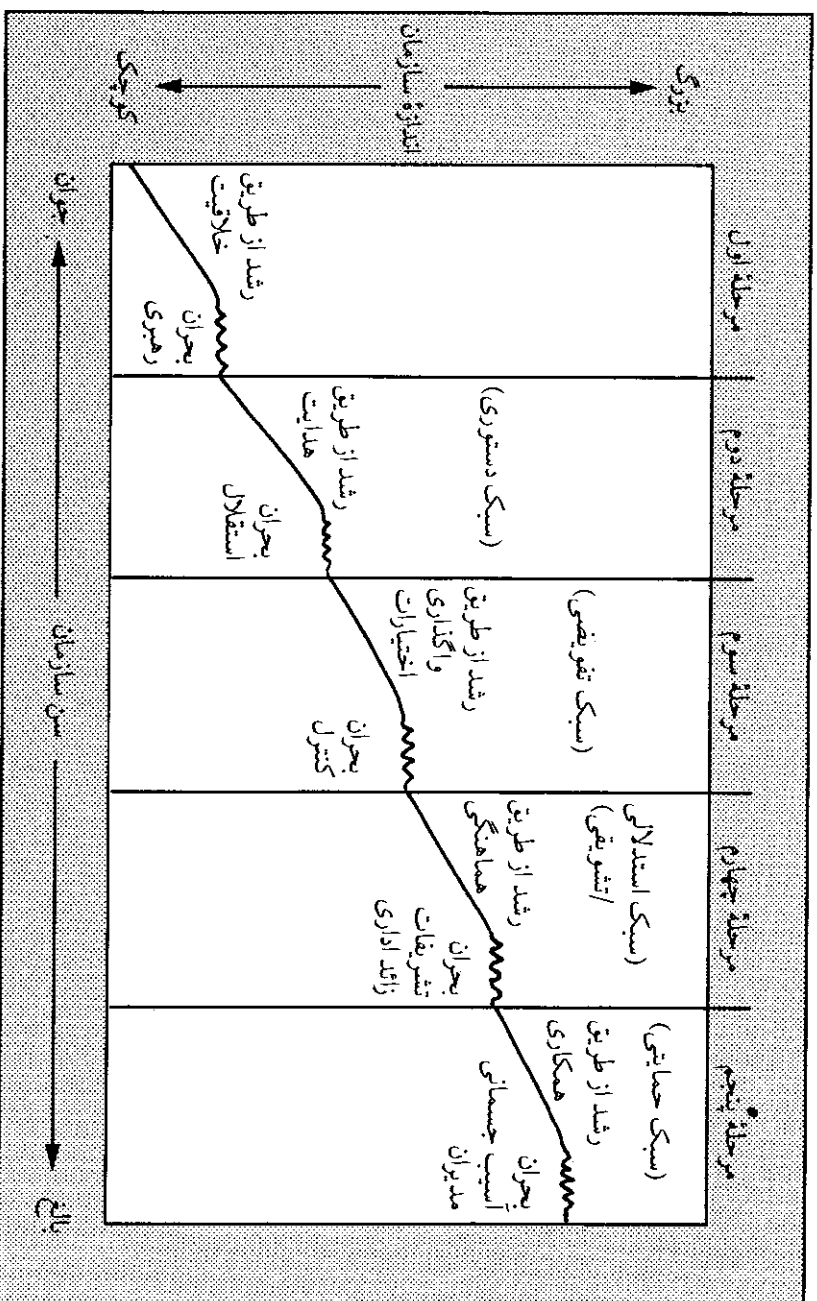 مرحلهٔ اول
مرحلهٔ دوم
مرحلهٔ سوم
مرحلهٔ چهارم
مرحلهٔ پنجم
بزرگ
اندازهٔ سازمان
کوچک
رشد از طریق
خلاقیت
بحران
رهبری
(سبک دستوری)
رشد از طریق
هدایت
بحران
استقلال
(سبک تفویضی)
رشد از طریق
واگذاری
اختیارات
بحران
کنترل
(سبک استدلالی
/تشویقی)
رشد از طریق
هماهنگی
بحران
تشریفات
زائد اداری
(سبک حمایتی)
رشد از طریق
همکاری
بحران
آسیب جسمانی
مدیران
جوان
سن سازمان
بالغ